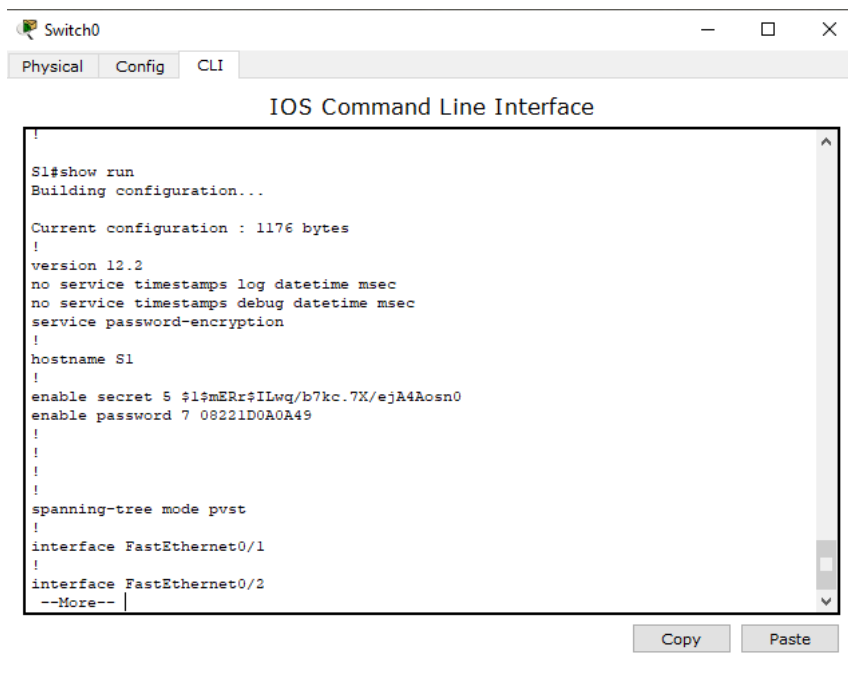 Switch0
Physical Config CLI
IOS Command Line Interface
!
S1#show run
Building configuration...
Current configuration : 1176 bytes
!
version 12.2
no service timestamps log datetime msec
no service timestamps debug datetime msec
service password-encryption
!
hostname S1
!
enable secret 5 $1$mERr$ILwq/b7kc.7X/ejA4Aosn0
enable password 7 08221D0A0A49
!
!
!
!
spanning-tree mode pvst
!
interface FastEthernet0/1
!
interface FastEthernet0/2
--More--
Copy Paste